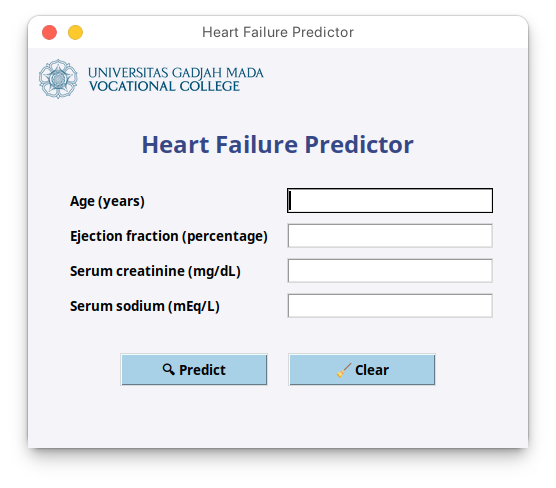 Heart Failure Predictor
UNIVERSITAS GADJAH MADA
VOCATIONAL COLLEGE
Heart Failure Predictor
Age (years)
Ejection fraction (percentage)
Serum creatinine (mg/dL)
Serum sodium (mEq/L)
Predict
Clear